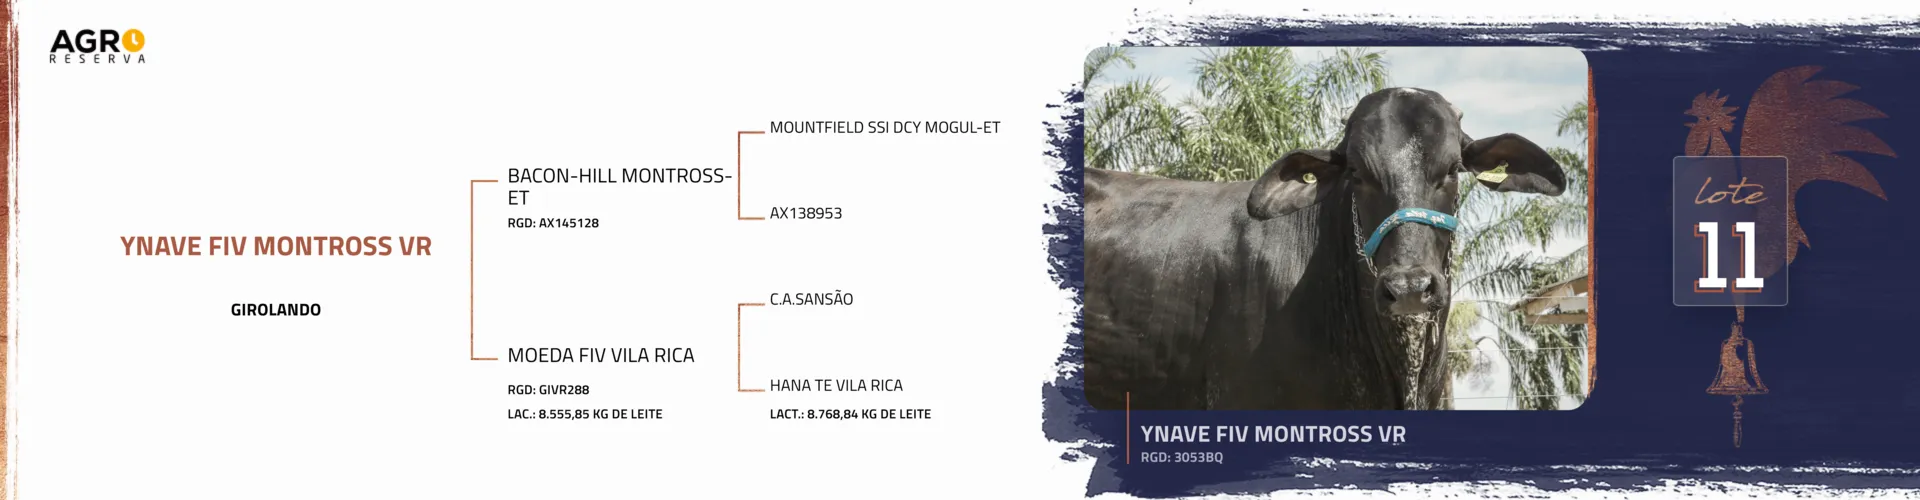 AGRO
RESERVA
YNAVE FIV MONTROSS VR
GIROLANDO
BACON-HILL MONTROSS-
ET
RGD: AX145128
MOEDA FIV VILA RICA
RGD: GIVR288
LAC.: 8.555,85 KG DE LEITE
MOUNTFIELD SSI DCY MOGUL-ET
AX138953
C.A.SANSÃO
HANA TE VILA RICA
LACT.: 8.768,84 KG DE LEITE
lote
11
YNAVE FIV MONTROSS VR
RGD: 3053BQ